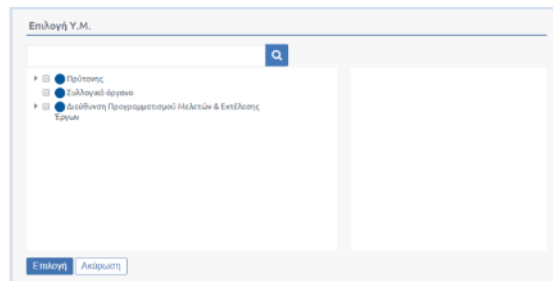 Επιλογή Υ.Μ.
Πρύτανης
Συλλογικό όργανο
Διεύθυνση Προγραμματισμού Μελετών & Εκτέλεσης
Έργων
Επιλογή Ακύρωση